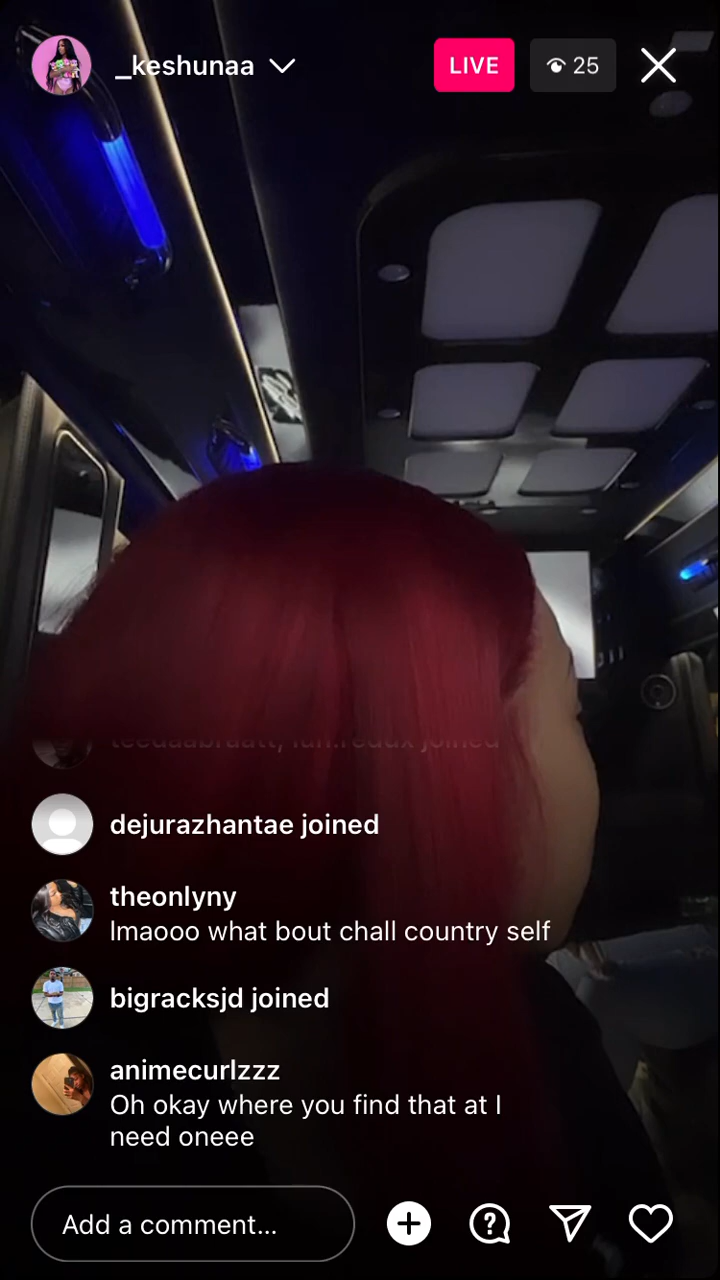 _keshunaa
LIVE
25
joined
dejurazhantae joined
theonlyny
lmaooo what bout chall country self
bigracksjd joined
animecurlzzz
Oh okay where you find that at I
need oneee
Add a comment...